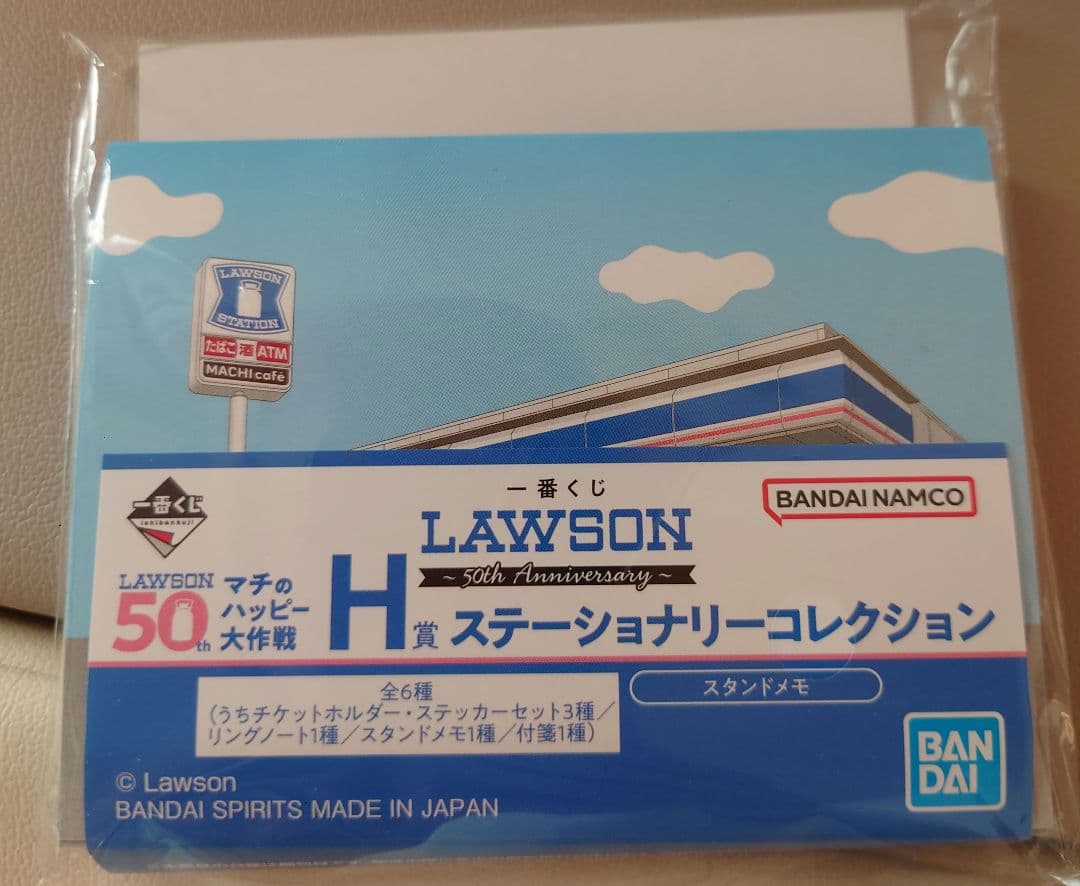 LAWSON
STATION
たばこ 酒 ATM
MACHI café
一番くじ
ichibankuji
一番くじ
LAWSON
~ 50th Anniversary ~
BANDAI NAMCO
LAWSON
50th
マチの
ハッピー
大作戦
H賞 ステーショナリーコレクション
全6種
(うちチケットホルダー・ステッカーセット3種/
リングノート1種/スタンドメモ1種/付箋1種)
スタンドメモ
BAN
DAI
© Lawson
BANDAI SPIRITS MADE IN JAPAN